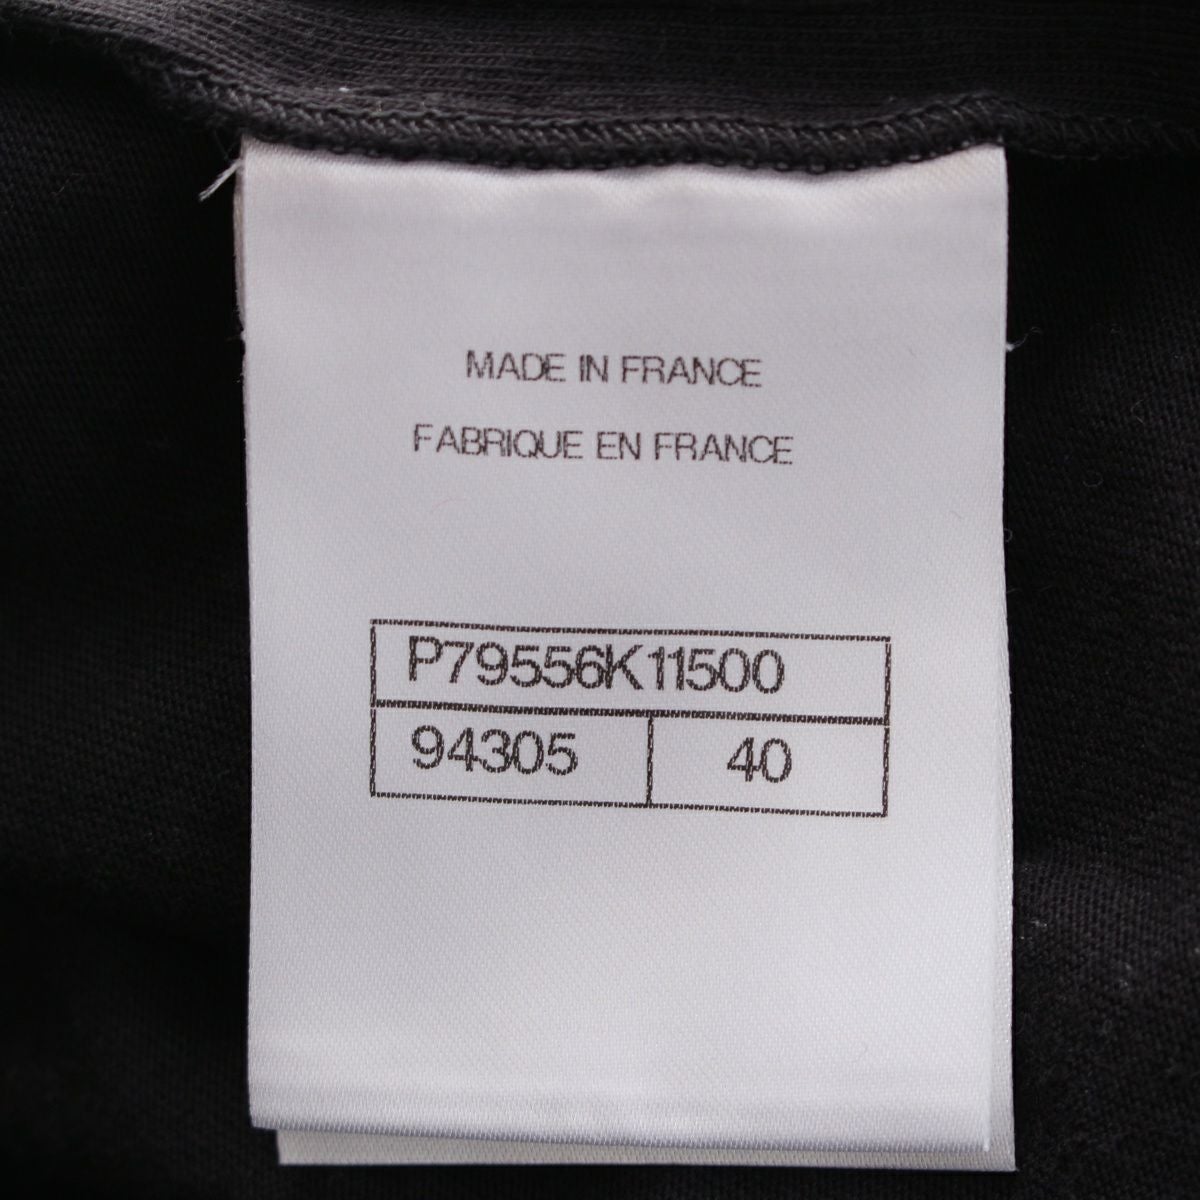 MADE IN FRANCE
FABRIQUE EN FRANCE
P79556K11500
94305 40